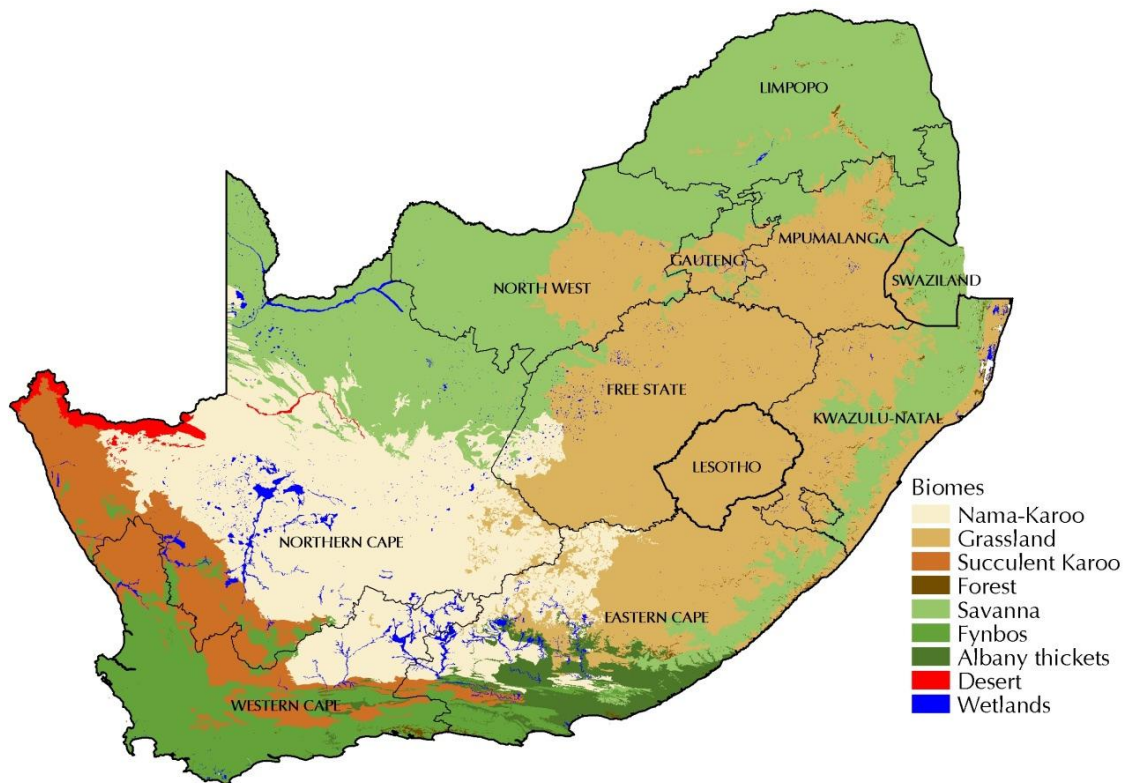 LIMPOPO
MPUMALANGA
GAUTENG
SWAZILAND
NORTH WEST
FREE STATE
KWAZULU-NATAL
LESOTHO
NORTHERN CAPE
EASTERN CAPE
WESTERN CAPE
Biomes
Nama-Karoo
Grassland
Succulent Karoo
Forest
Savanna
Fynbos
Albany thickets
Desert
Wetlands